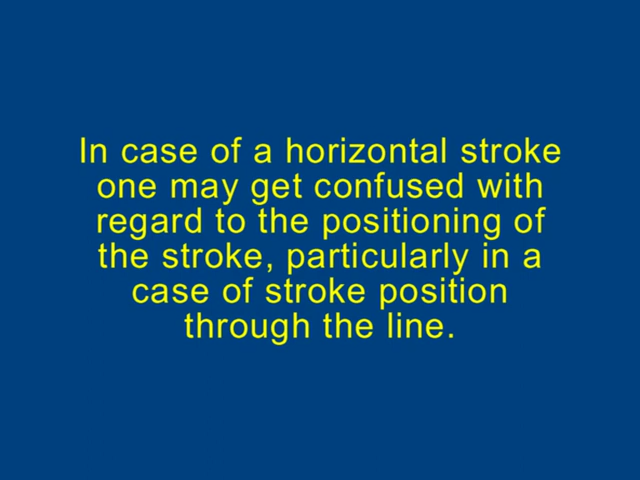 In case of a horizontal stroke
one may get confused with
regard to the positioning of
the stroke, particularly in a
case of stroke position
through the line.